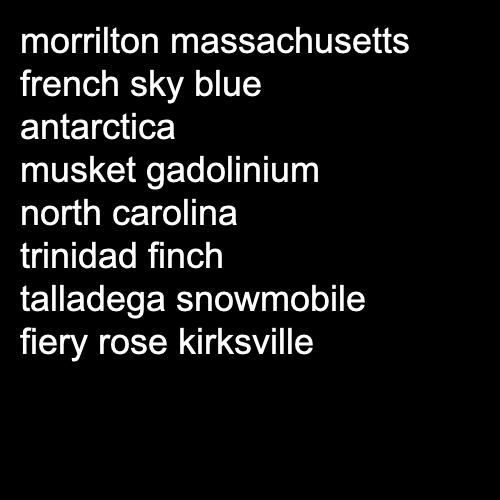 morrilton massachusetts
french sky blue
antarctica
musket gadolinium
north carolina
trinidad finch
talladega snowmobile
fiery rose kirksville